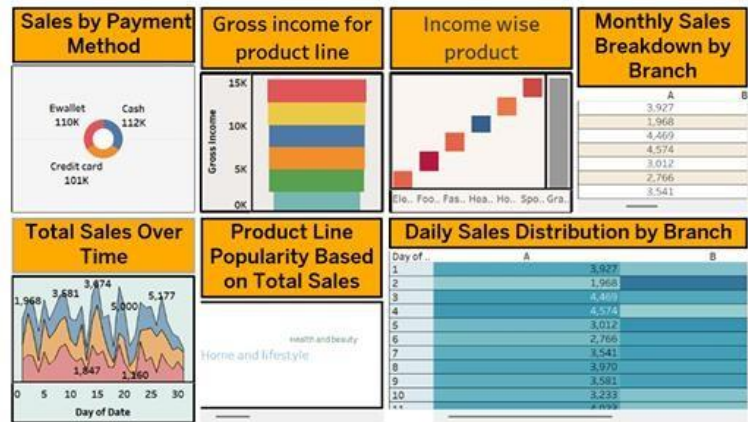 Sales by Payment
Method
Ewallet
110K
Cash
112K
Credit card
101K
Gross income for
product line
Gross Income
15K
10K
5K
0K
Income wise
product
Ele.. Foo.. Fas.. Hea.. Ho.. Spo.. Gra..
Monthly Sales
Breakdown by
Branch
A B
3,927
1,968
4,469
4,574
3,012
2,766
3,541
Total Sales Over
Time
1,968 3,581 3,674 5,000 5,177
1,847 1,160
0 5 10 15 20 25 30
Day of Date
Product Line
Popularity Based
on Total Sales
Health and beauty
Home and lifestyle
Daily Sales Distribution by Branch
Day of .. A B
1 3,927
2 1,968
3 4,469
4 4,574
5 3,012
6 2,766
7 3,541
8 3,970
9 3,581
10 3,233